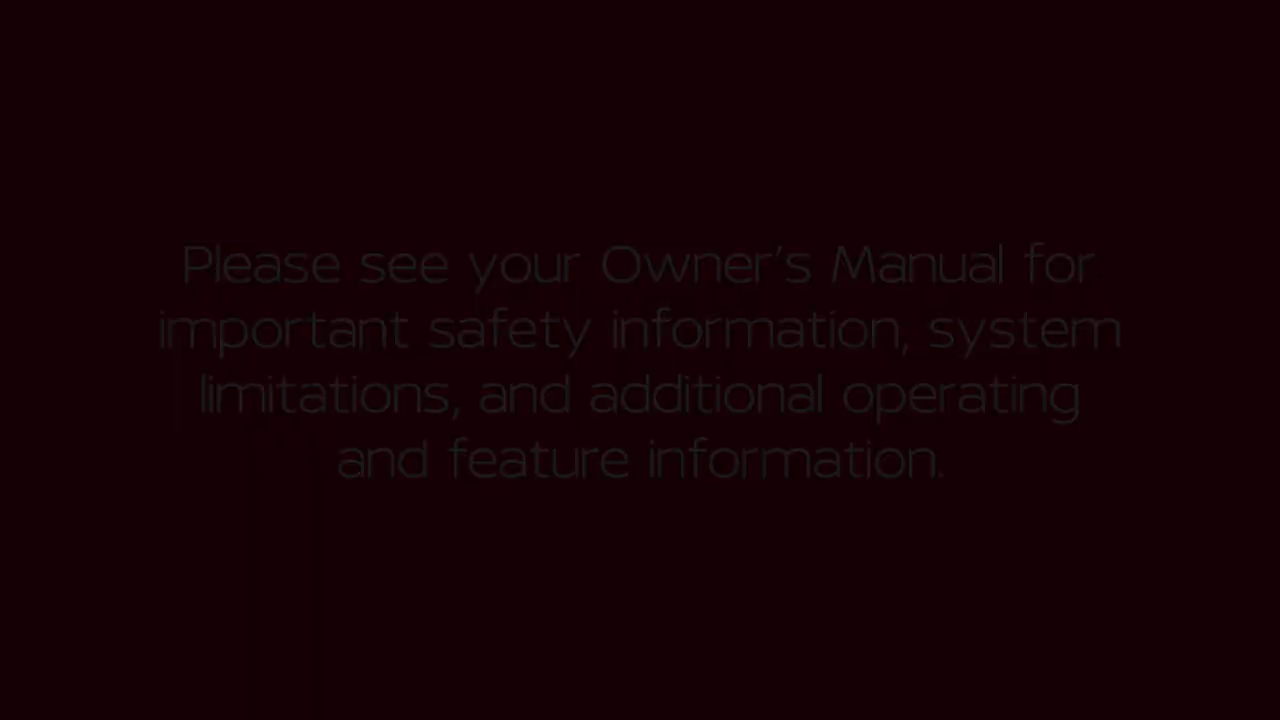 Please see your Owner’s Manual for
important safety information, system
limitations, and additional operating
and feature information.